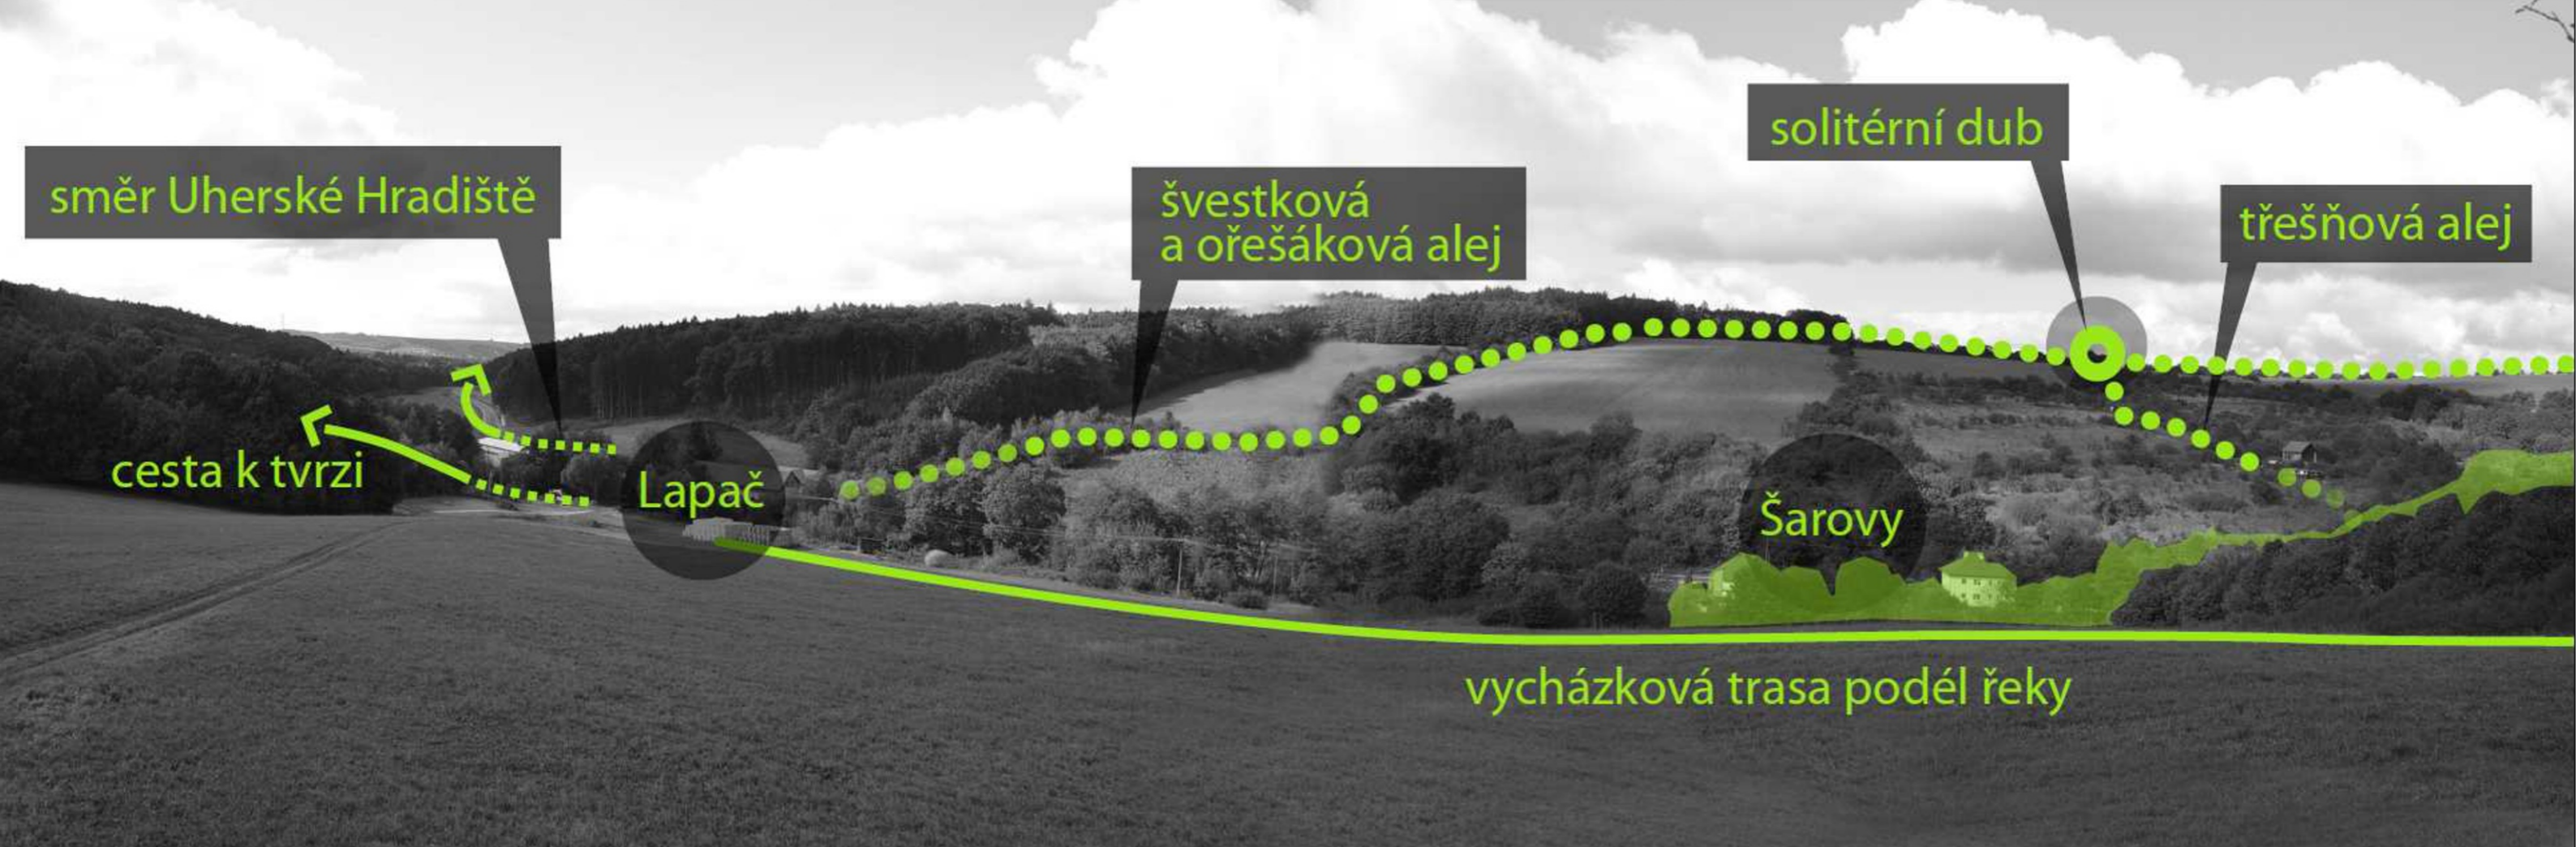 solitérní dub
směr Uherské Hradiště
švestková
a ořešáková alej
třešňová alej
cesta k tvrzi
Lapač
Šarovy
vycházková trasa podél řeky